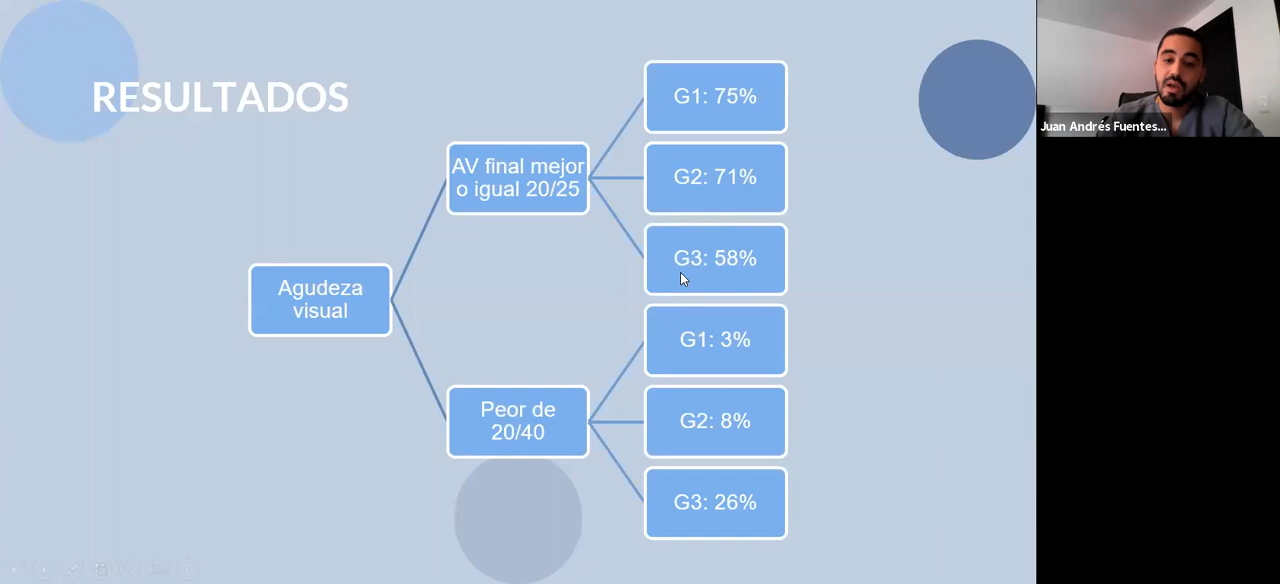 RESULTADOS
Agudeza
visual
AV final mejor
o igual 20/25
G1: 75%
G2: 71%
G3: 58%
Peor de
20/40
G1: 3%
G2: 8%
G3: 26%
Juan Andrés Fuentes...